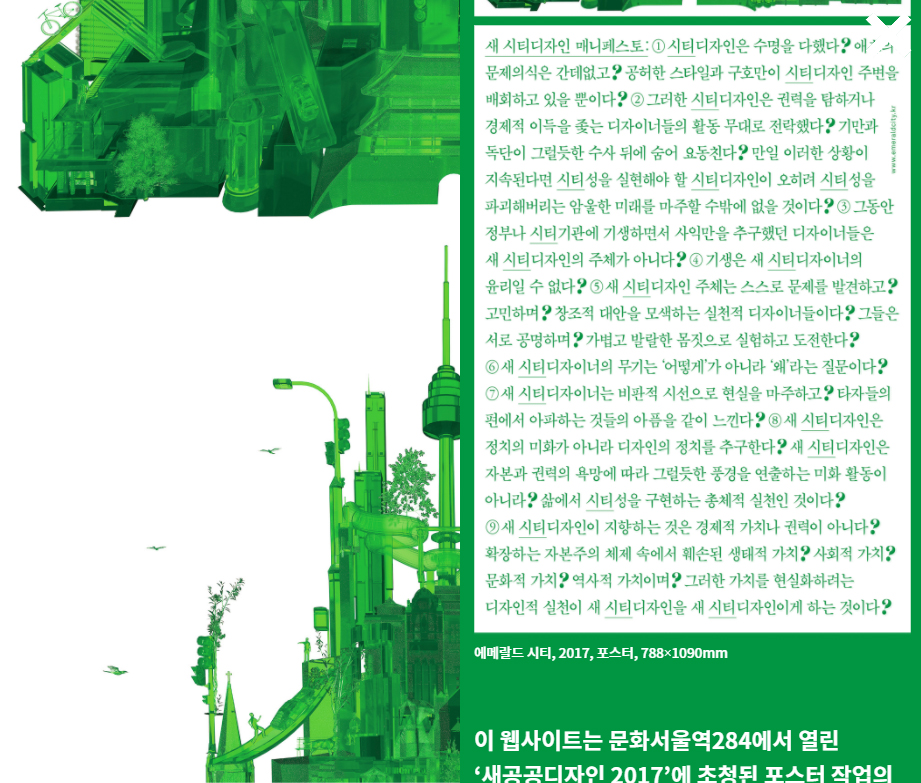 새 시티디자인 매니페스토: ① 시티디자인은 수명을 다했다?
문제의식은 간데없고? 공허한 스타일과 구호만이 시티디자인 주변을
배회하고 있을 뿐이다? ② 그러한 시티디자인은 권력을 탐하거나
경제적 이득을 좇는 디자이너들의 활동 무대로 전락했다? 기만과
독단이 그럴듯한 수사 뒤에 숨어 요동친다? 만일 이러한 상황이
지속된다면 시티성을 실현해야 할 시티디자인이 오히려 시티성을
파괴해버리는 암울한 미래를 마주할 수밖에 없을 것이다? ③ 그동안
정부나 시티기관에 기생하면서 사익만을 추구했던 디자이너들은
새 시티디자인의 주체가 아니다? ④ 기생은 새 시티디자이너의
윤리일 수 없다? ⑤ 새 시티디자인 주체는 스스로 문제를 발견하고?
고민하며? 창조적 대안을 모색하는 실천적 디자이너들이다? 그들은
서로 공명하며? 가볍고 발랄한 몸짓으로 실험하고 도전한다?
⑥ 새 시티디자이너의 무기는 ‘어떻게’가 아니라 ‘왜’라는 질문이다?
⑦ 새 시티디자이너는 비판적 시선으로 현실을 마주하고? 타자들의
편에서 아파하는 것들의 아픔을 같이 느낀다? ⑧ 새 시티디자인은
정치의 미화가 아니라 디자인의 정치를 추구한다? 새 시티디자인은
자본과 권력의 욕망에 따라 그럴듯한 풍경을 연출하는 미화 활동이
아니라? 삶에서 시티성을 구현하는 총체적 실천인 것이다?
⑨ 새 시티디자인이 지향하는 것은 경제적 가치나 권력이 아니다?
확장하는 자본주의 체제 속에서 훼손된 생태적 가치? 사회적 가치?
문화적 가치? 역사적 가치이며? 그러한 가치를 현실화하려는
디자인적 실천이 새 시티디자인을 새 시티디자인이게 하는 것이다?
www.emeraldcity.kr
에메랄드 시티, 2017, 포스터, 788×1090mm
이 웹사이트는 문화서울역284에서 열린
‘새공공디자인 2017’에 초청된 포스터 작업의